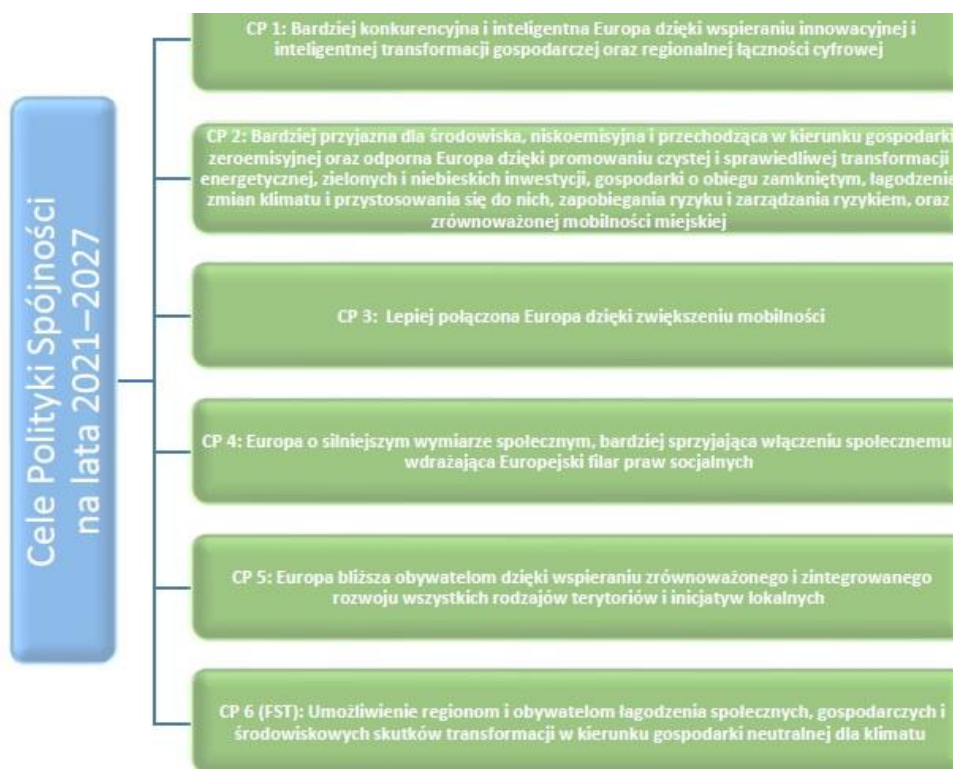 Cele Polityki Spójności
na lata 2021–2027
CP 1: Bardziej konkurencyjna i inteligentna Europa dzięki wspieraniu innowacyjnej i
inteligentnej transformacji gospodarczej oraz regionalnej łączności cyfrowej
CP 2: Bardziej przyjazna dla środowiska, niskoemisyjna i przechodząca w kierunku gospodarki
zeroemisyjnej oraz odporna Europa dzięki promowaniu czystej i sprawiedliwej transformacji
energetycznej, zielonych i niebieskich inwestycji, gospodarki o obiegu zamkniętym, łagodzenia
zmian klimatu i przystosowania się do nich, zapobiegania ryzyku i zarządzania ryzykiem, oraz
zrównoważonej mobilności miejskiej
CP 3: Lepiej połączona Europa dzięki zwiększeniu mobilności
CP 4: Europa o silniejszym wymiarze społecznym, bardziej sprzyjająca włączeniu społecznemu
wdrażająca Europejski filar praw socjalnych
CP 5: Europa bliższa obywatelom dzięki wspieraniu zrównoważonego i zintegrowanego
rozwoju wszystkich rodzajów terytoriów i inicjatyw lokalnych
CP 6 (FST): Umożliwienie regionom i obywatelom łagodzenia społecznych, gospodarczych i
środowiskowych skutków transformacji w kierunku gospodarki neutralnej dla klimatu